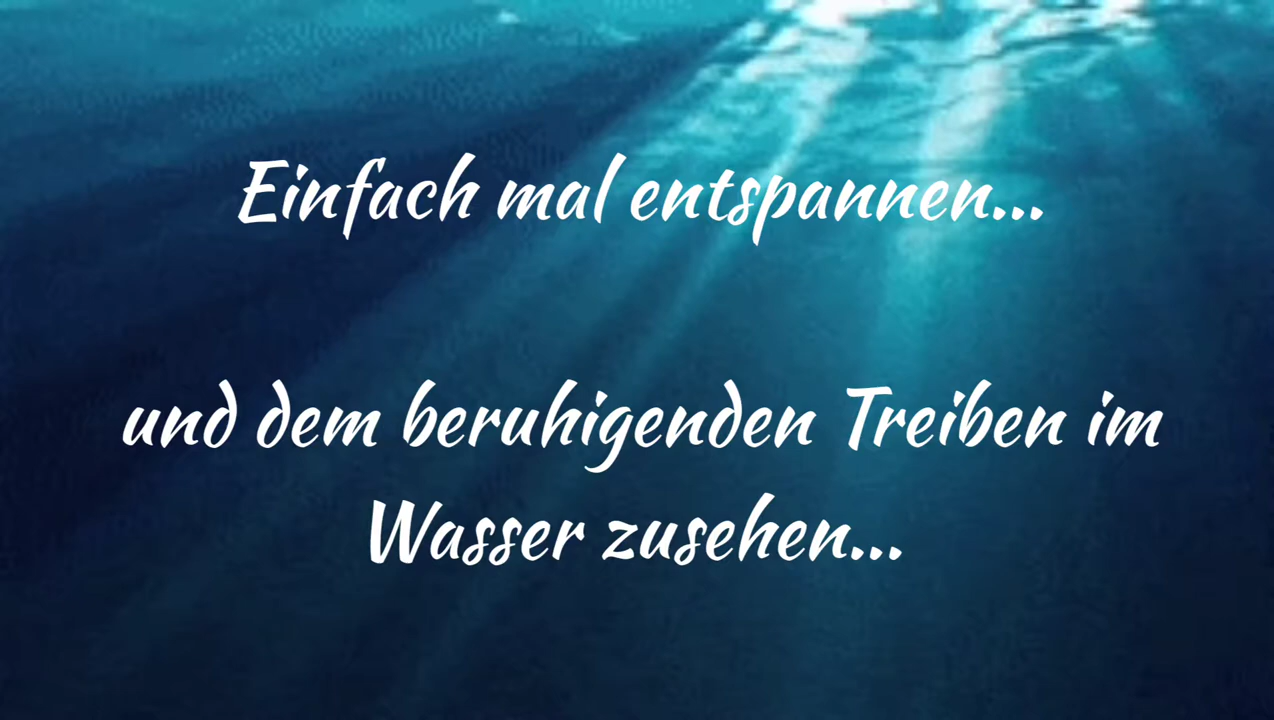 Einfach mal entspannen...
und dem beruhigenden Treiben im
Wasser zusehen...